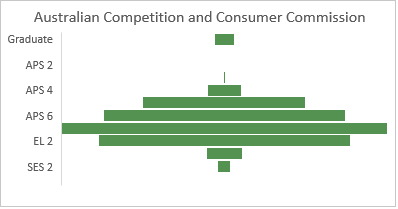 Australian Competition and Consumer Commission
Graduate
APS 2
APS 4
APS 6
EL 2
SES 2